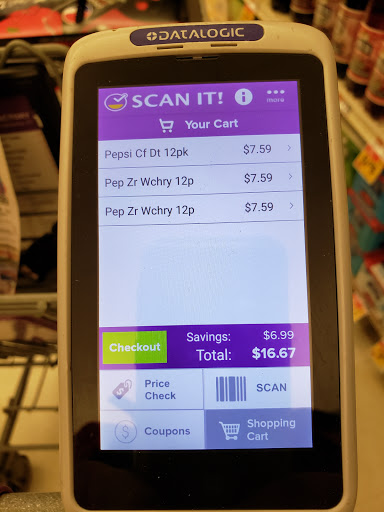 DATALOGIC
SCAN IT! i more
Your Cart
Pepsi Cf Dt 12pk $7.59 >
Pep Zr Wchry 12p $7.59 >
Pep Zr Wchry 12p $7.59 >
Savings: $6.99
Checkout Total: $16.67
Price Check SCAN
$ Coupons Shopping Cart